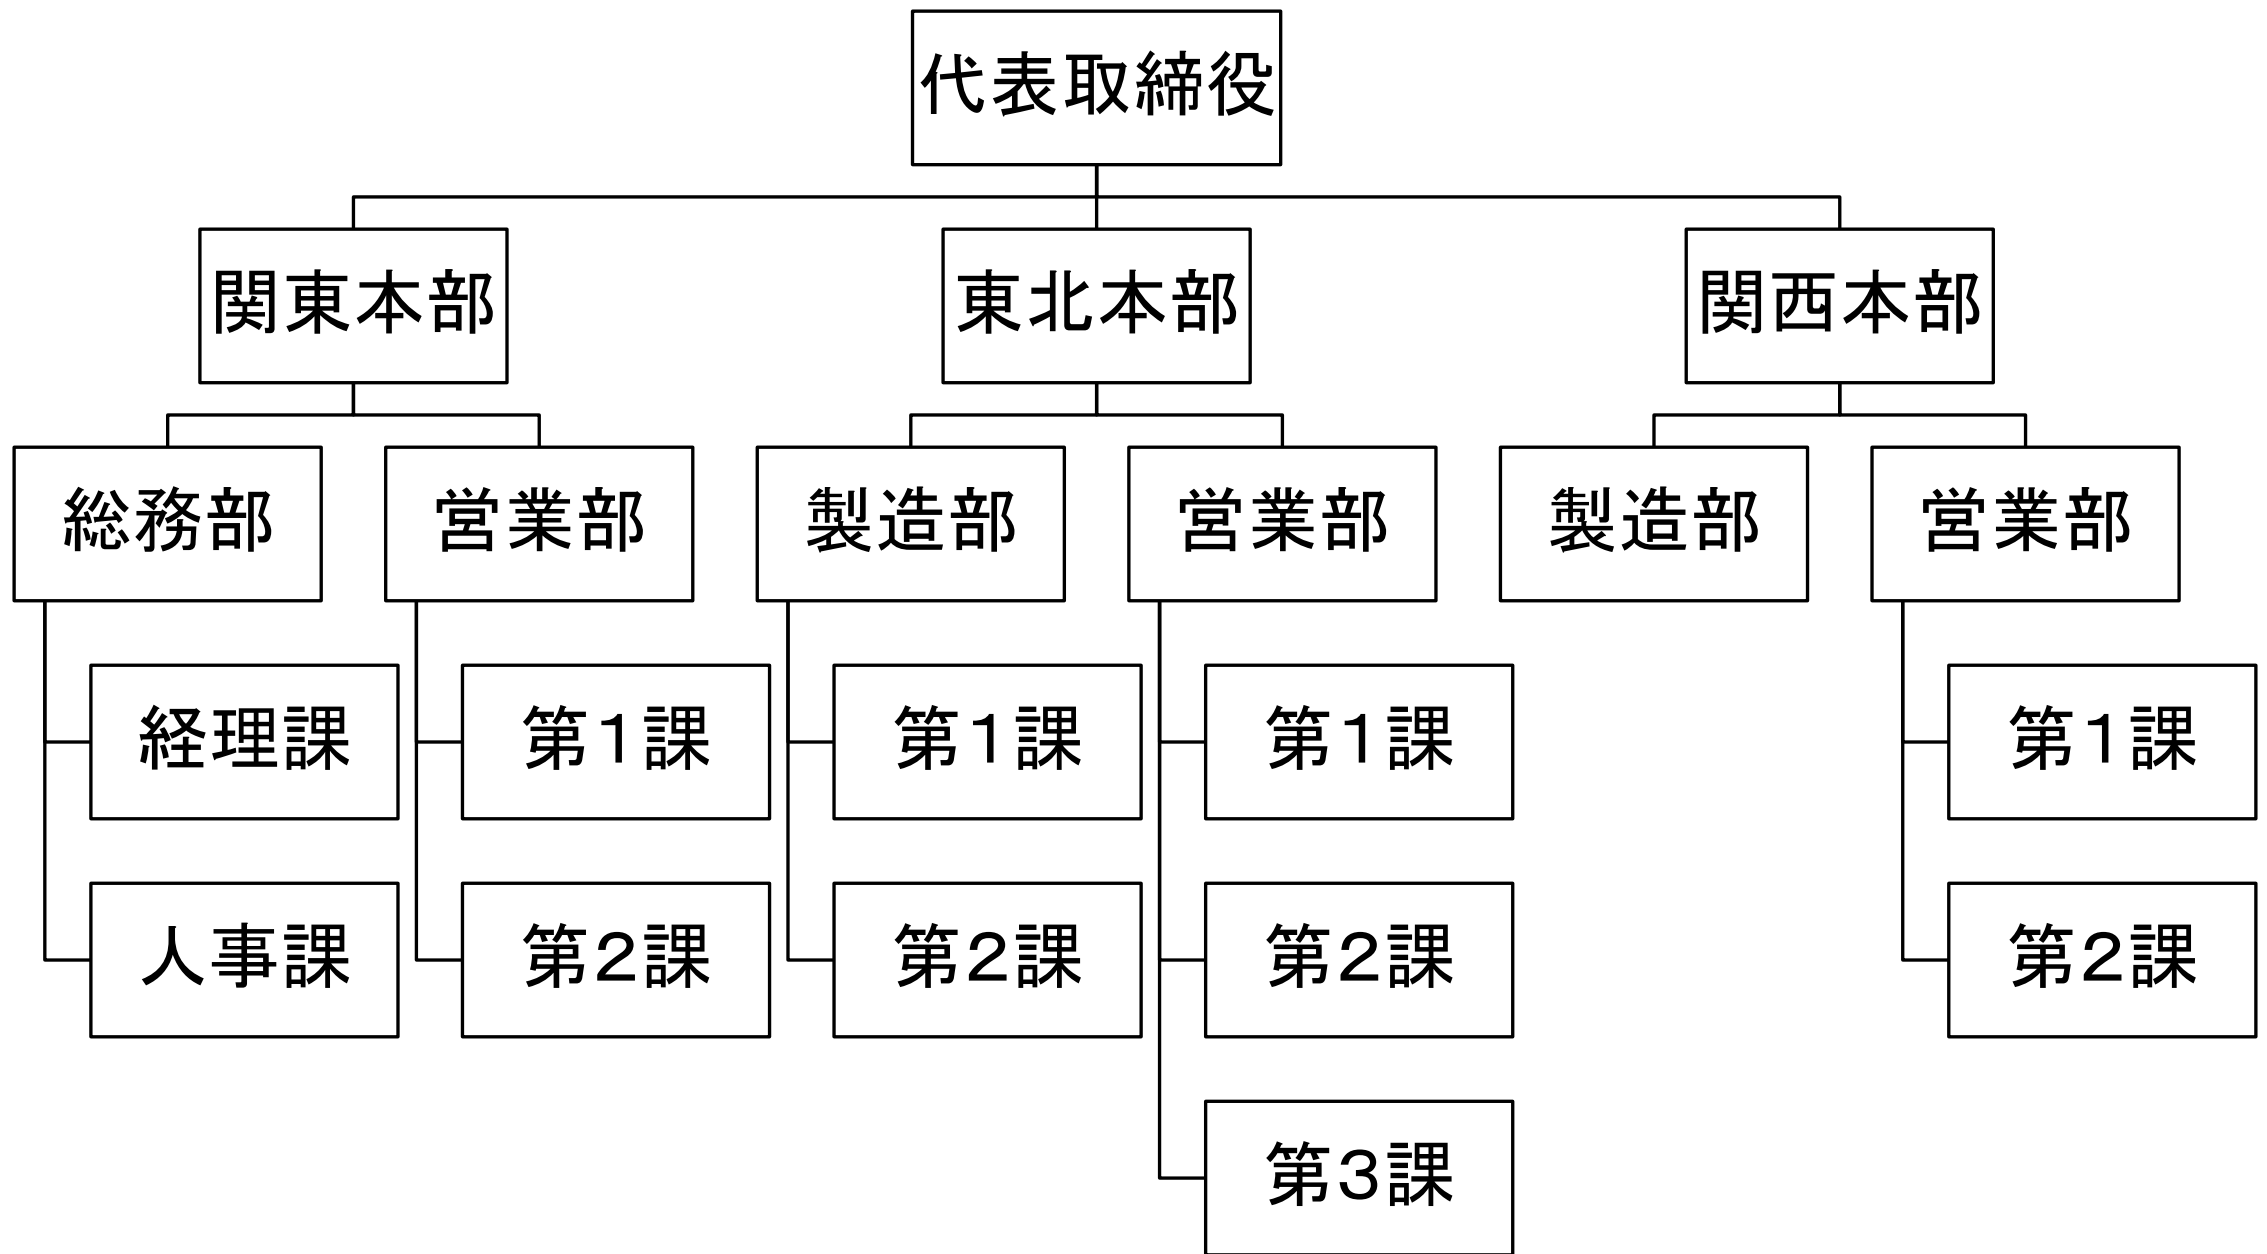 代表取締役
関東本部
東北本部
関西本部
総務部
営業部
製造部
営業部
製造部
営業部
経理課
第１課
第１課
第１課
第１課
人事課
第２課
第２課
第２課
第２課
第３課